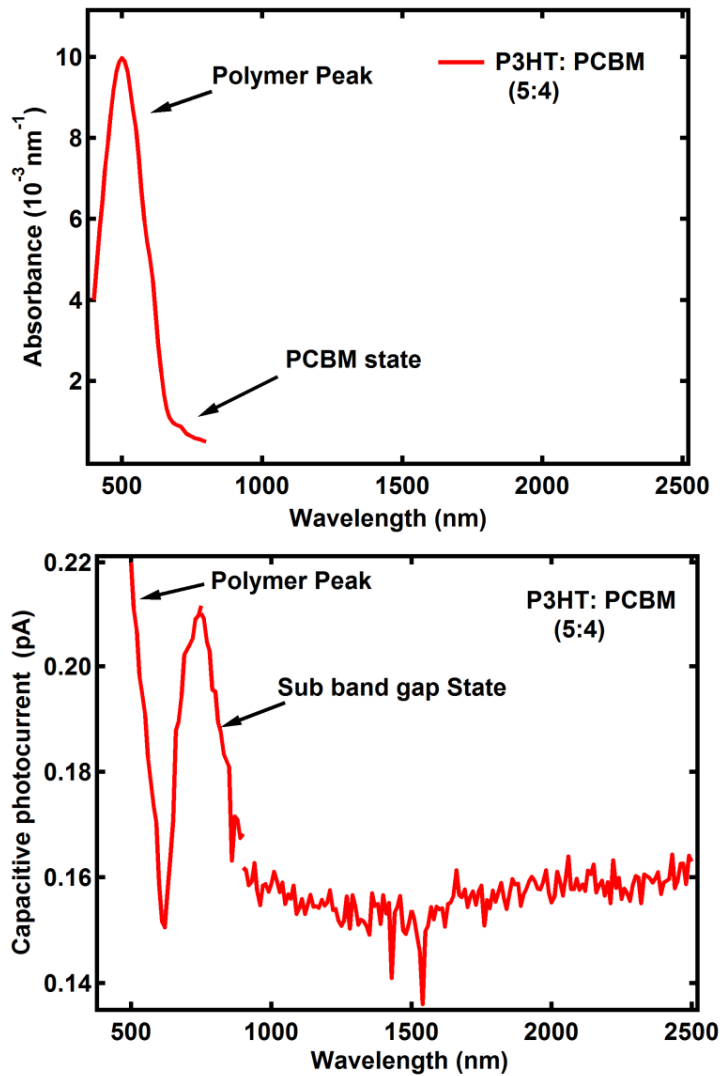 10
8
6
4
2
Absorbance (10⁻³ nm⁻¹)
Polymer Peak
P3HT: PCBM
(5:4)
PCBM state
500 1000 1500 2000 2500
Wavelength (nm)
0.22
0.20
0.18
0.16
0.14
Capacitive photocurrent (pA)
Polymer Peak
P3HT: PCBM
(5:4)
Sub band gap State
500 1000 1500 2000 2500
Wavelength (nm)